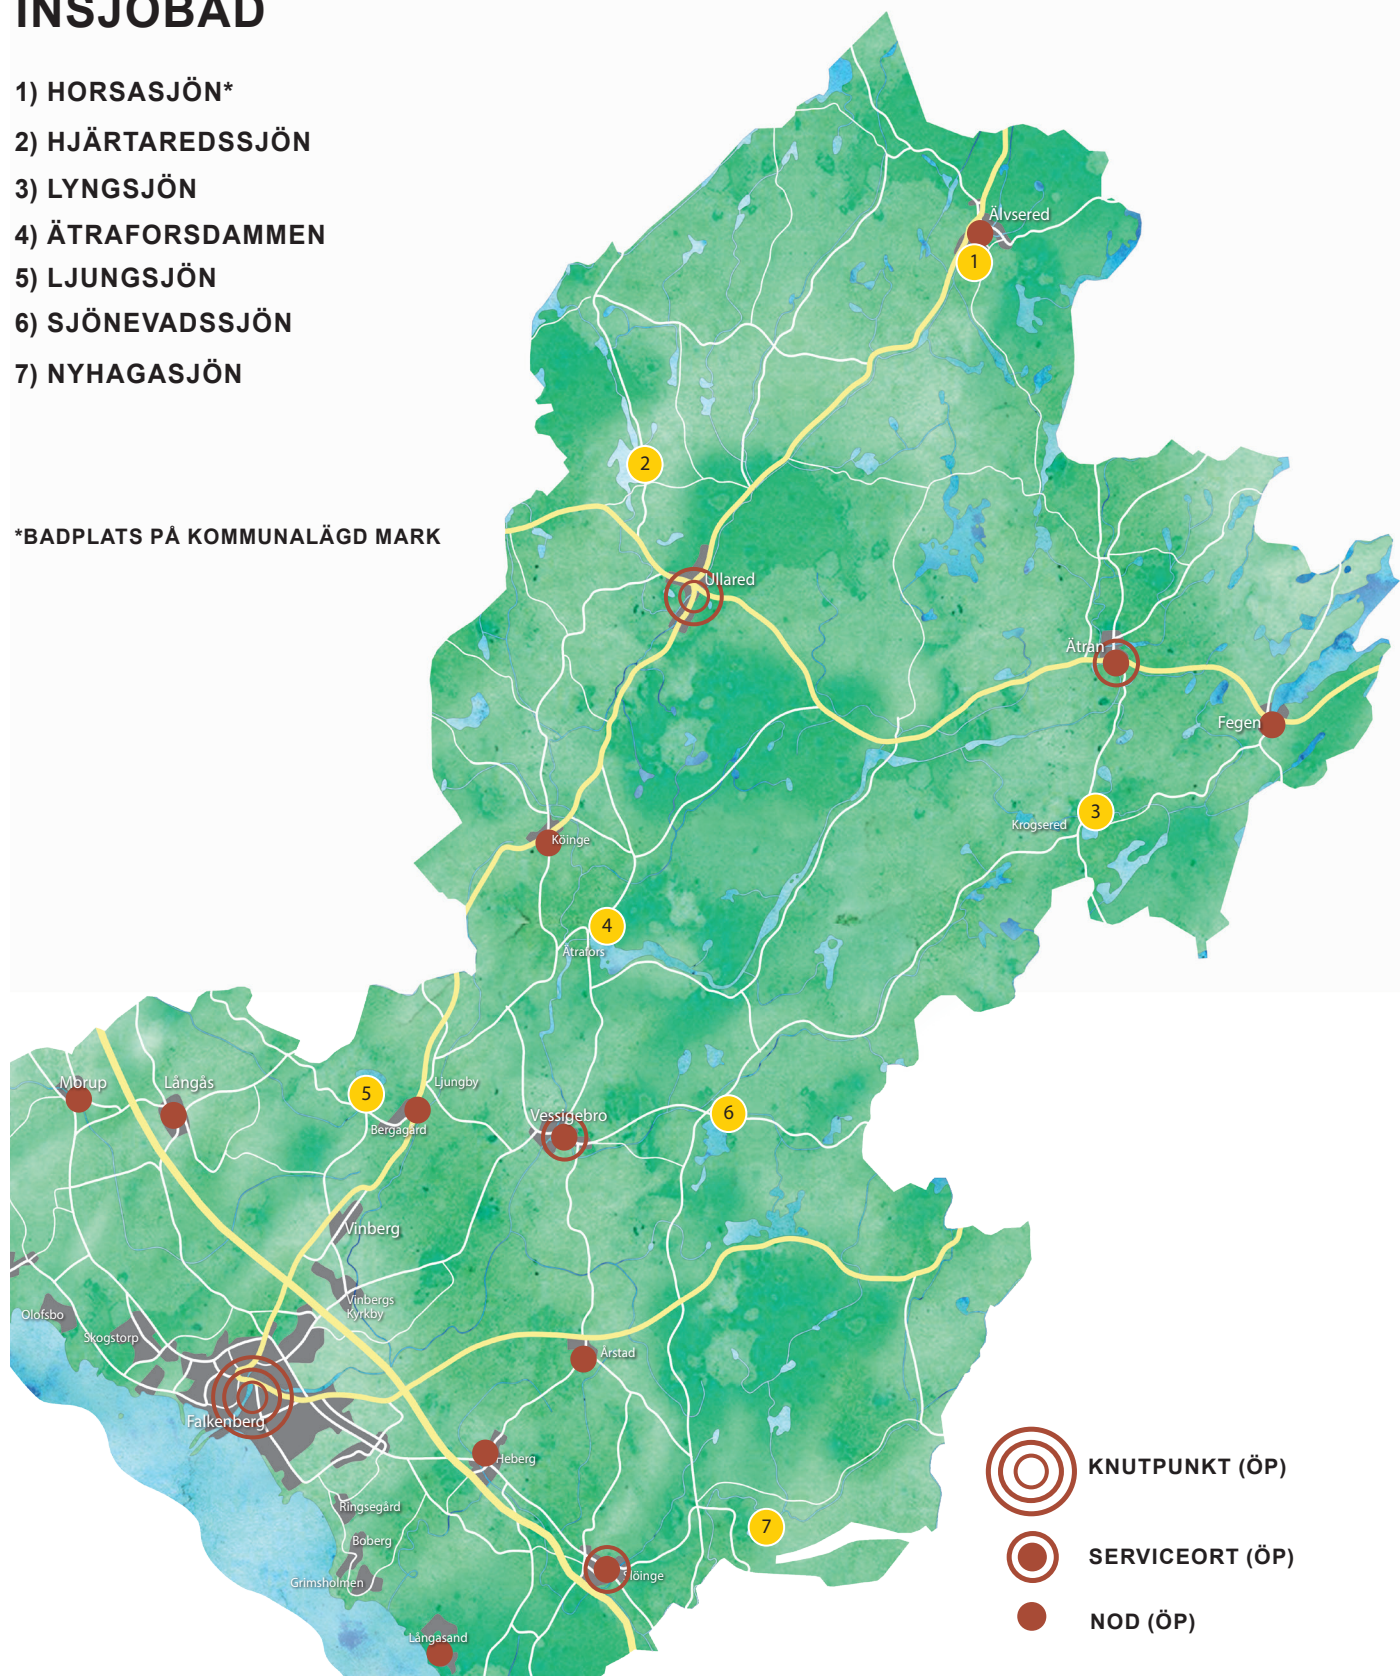 INSJÖBAD
1) HORSASJÖN*
2) HJÄRTAREDSSJÖN
3) LYNGSJÖN
4) ÄTRAFORSDAMMEN
5) LJUNGSJÖN
6) SJÖNEVADSSJÖN
7) NYHAGASJÖN
*BADPLATS PÅ KOMMUNALÄGD MARK
Älvsered
1
2
Ullared
Ätran
Fegen
3
Krogsered
Köinge
4
Ätrafors
Morup
Långås
5
Ljungby
Bergagård
Vessigebro
6
Vinberg
Vinbergs
Kyrkby
Olofsbo
Skogstorp
Årstad
Falkenberg
Heberg
Ringsegård
7
Boberg
Grimsholmen
Slöinge
Långasand
KNUTPUNKT (ÖP)
SERVICEORT (ÖP)
NOD (ÖP)